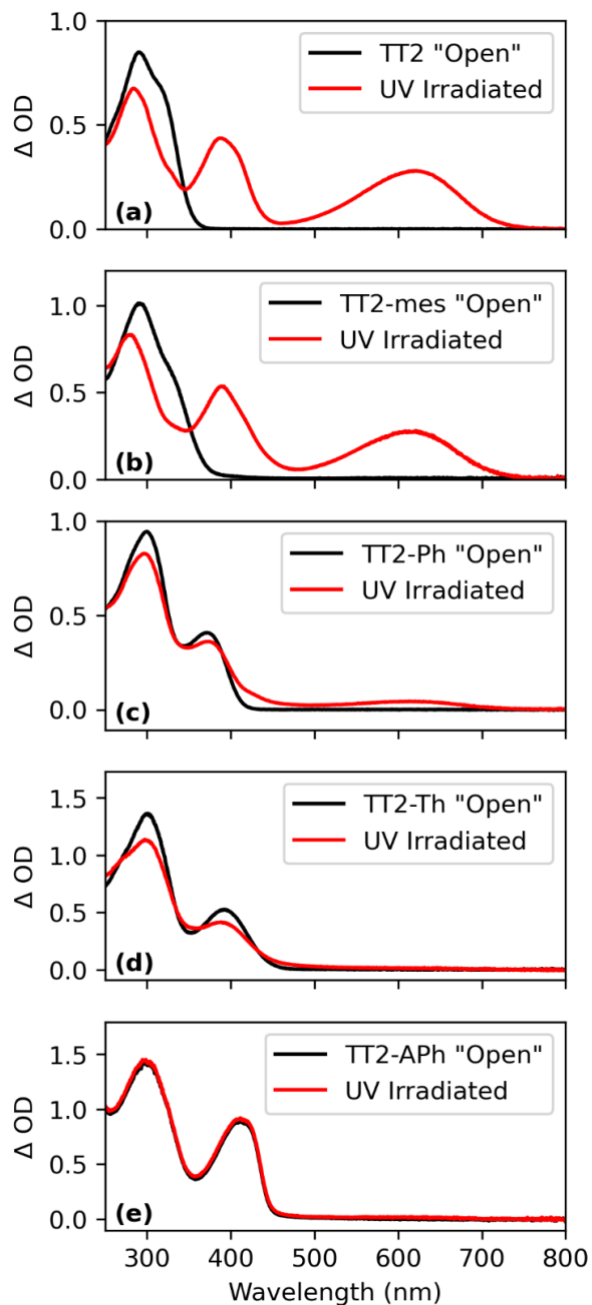 1.0
0.5
0.0
Δ OD
TT2 "Open"
UV Irradiated
(a)
1.0
0.5
0.0
Δ OD
TT2-mes "Open"
UV Irradiated
(b)
1.0
0.5
0.0
Δ OD
TT2-Ph "Open"
UV Irradiated
(c)
1.5
1.0
0.5
0.0
Δ OD
TT2-Th "Open"
UV Irradiated
(d)
1.5
1.0
0.5
0.0
Δ OD
TT2-APh "Open"
UV Irradiated
(e)
300 400 500 600 700 800
Wavelength (nm)